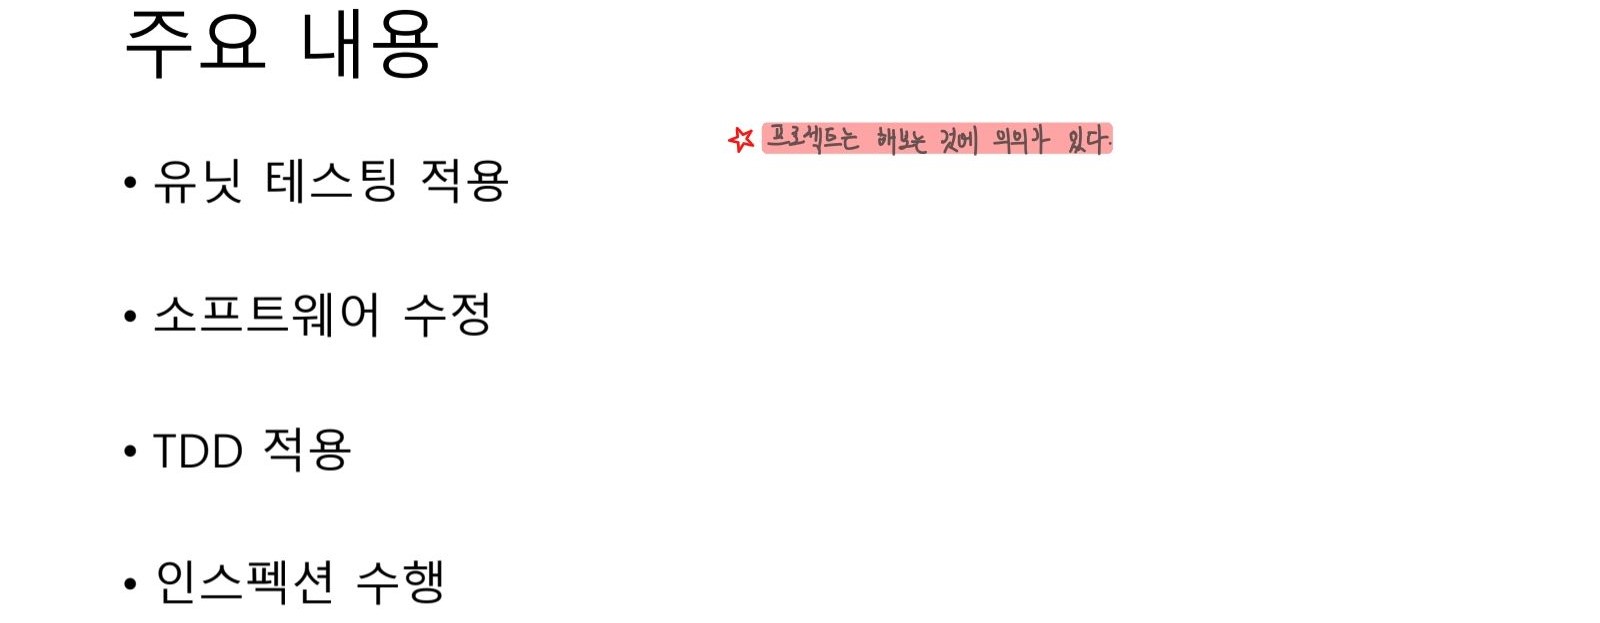 주요 내용
☆ 프로젝트는 해보는 것에 의의가 있다.
• 유닛 테스팅 적용
• 소프트웨어 수정
• TDD 적용
• 인스펙션 수행